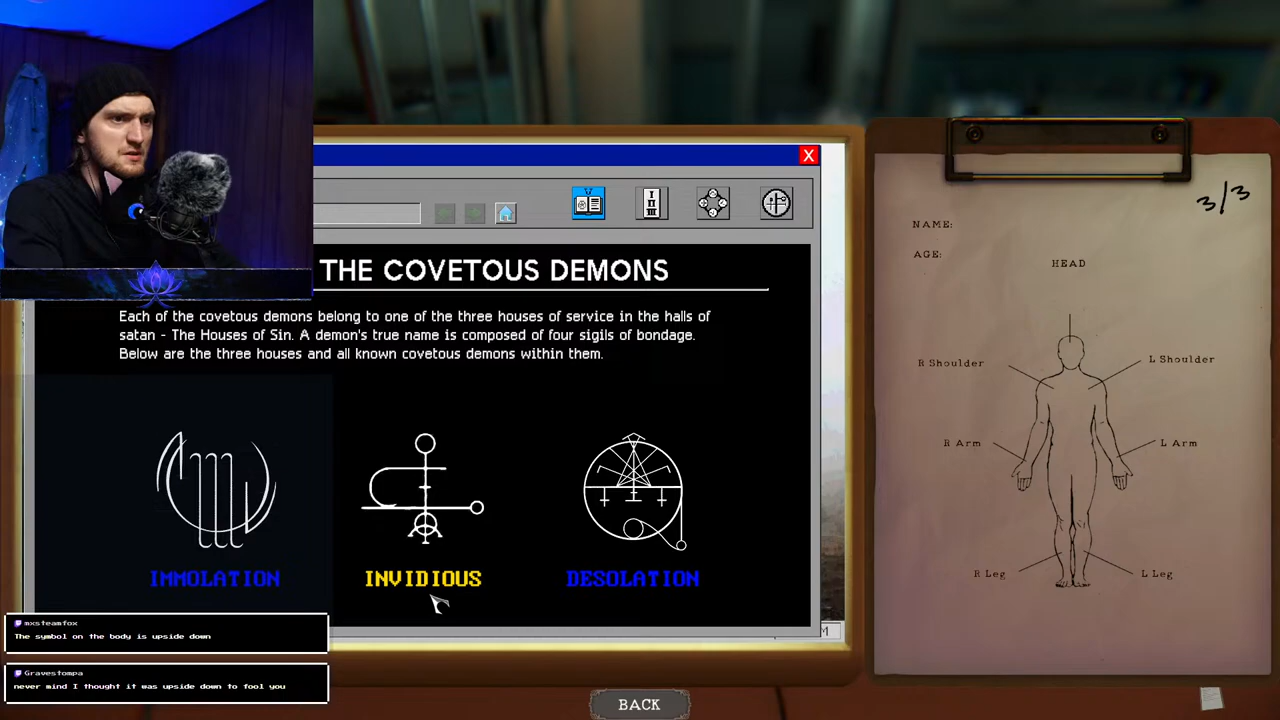 X
I
II
III
THE COVETOUS DEMONS
Each of the covetous demons belong to one of the three houses of service in the halls of
satan - The Houses of Sin. A demon's true name is composed of four sigils of bondage.
Below are the three houses and all known covetous demons within them.
IMMOLATION
INVIDIOUS
DESOLATION
mxsteamfox
The symbol on the body is upside down
Gravestompa
never mind I thought it was upside down to fool you
BACK
3/3
NAME:
AGE:
HEAD
R Shoulder
L Shoulder
R Arm
L Arm
R Leg
L Leg